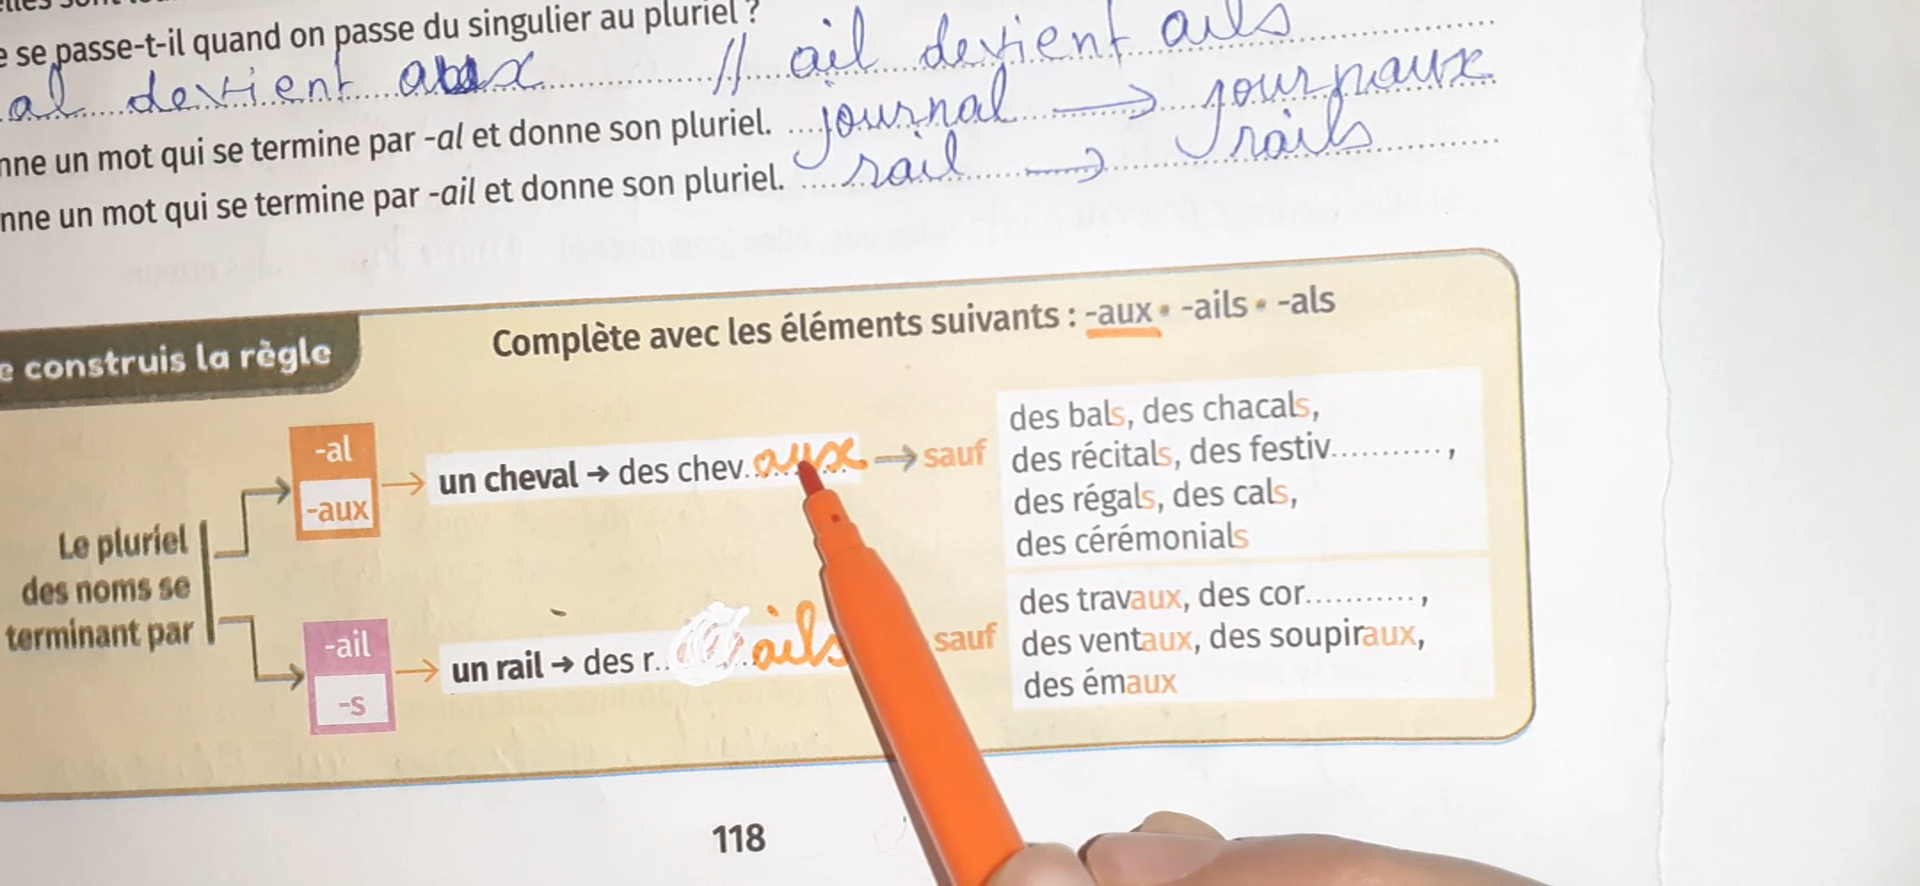 se passe-t-il quand on passe du singulier au pluriel ?
al devient aux // ail devient ails
un mot qui se termine par -al et donne son pluriel. journal → journaux
un mot qui se termine par -ail et donne son pluriel. rail → rails
construis la règle
Complète avec les éléments suivants : -aux • -ails • -als
Le pluriel
des noms se
terminant par
-al
-aux
un cheval → des chev...aux → sauf
des bals, des chacals,
des récitals, des festiv...........,
des régals, des cals,
des cérémonials
-ail
-s
un rail → des r..ails
sauf
des travaux, des cor...........,
des ventaux, des soupiraux,
des émaux
118